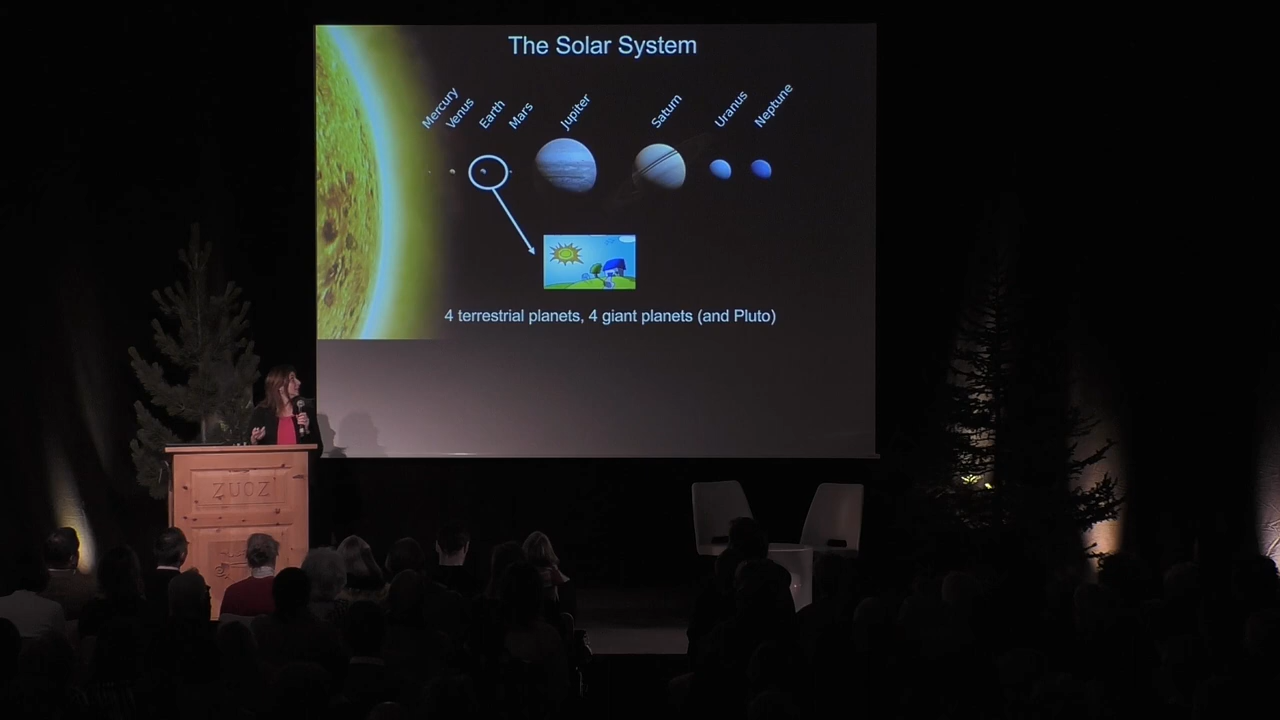 The Solar System
Mercury
Venus
Earth
Mars
Jupiter
Saturn
Uranus
Neptune
4 terrestrial planets, 4 giant planets (and Pluto)
ZUOZ